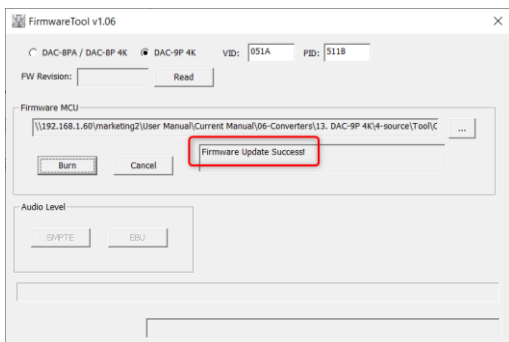 FirmwareTool v1.06
DAC-8PA / DAC-8P 4K DAC-9P 4K VID: 051A PID: 511B
FW Revision: Read
Firmware MCU
\\192.168.1.60\marketing2\User Manual\Current Manual\06-Converters\13. DAC-9P 4K\4-source\Tool\C ...
Firmware Update Success!
Burn Cancel
Audio Level
SMPTE EBU